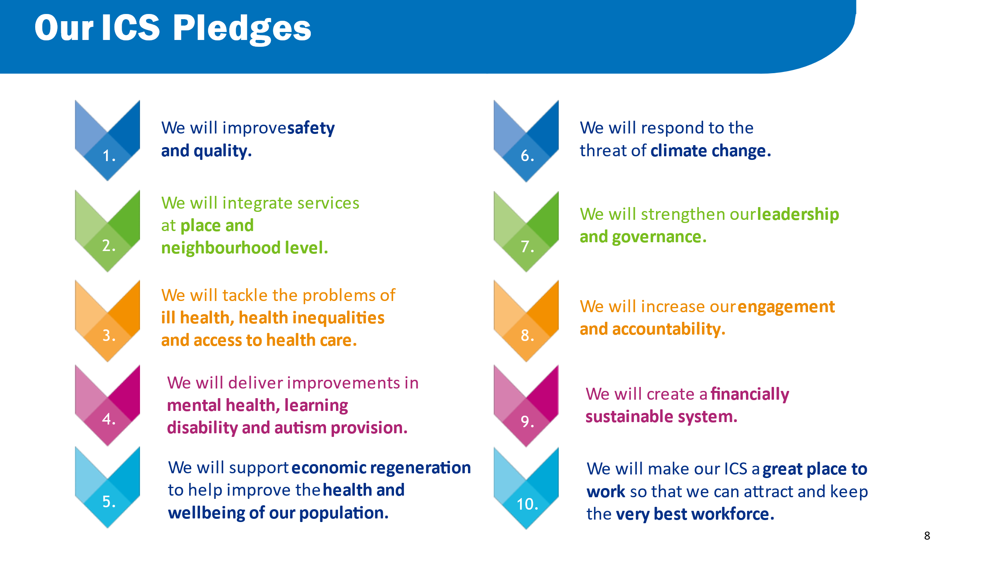 Our ICS Pledges
1.
We will improve safety
and quality.
2.
We will integrate services
at place and
neighbourhood level.
3.
We will tackle the problems of
ill health, health inequalities
and access to health care.
4.
We will deliver improvements in
mental health, learning
disability and autism provision.
5.
We will support economic regeneration
to help improve the health and
wellbeing of our population.
6.
We will respond to the
threat of climate change.
7.
We will strengthen our leadership
and governance.
8.
We will increase our engagement
and accountability.
9.
We will create a financially
sustainable system.
10.
We will make our ICS a great place to
work so that we can attract and keep
the very best workforce.
8